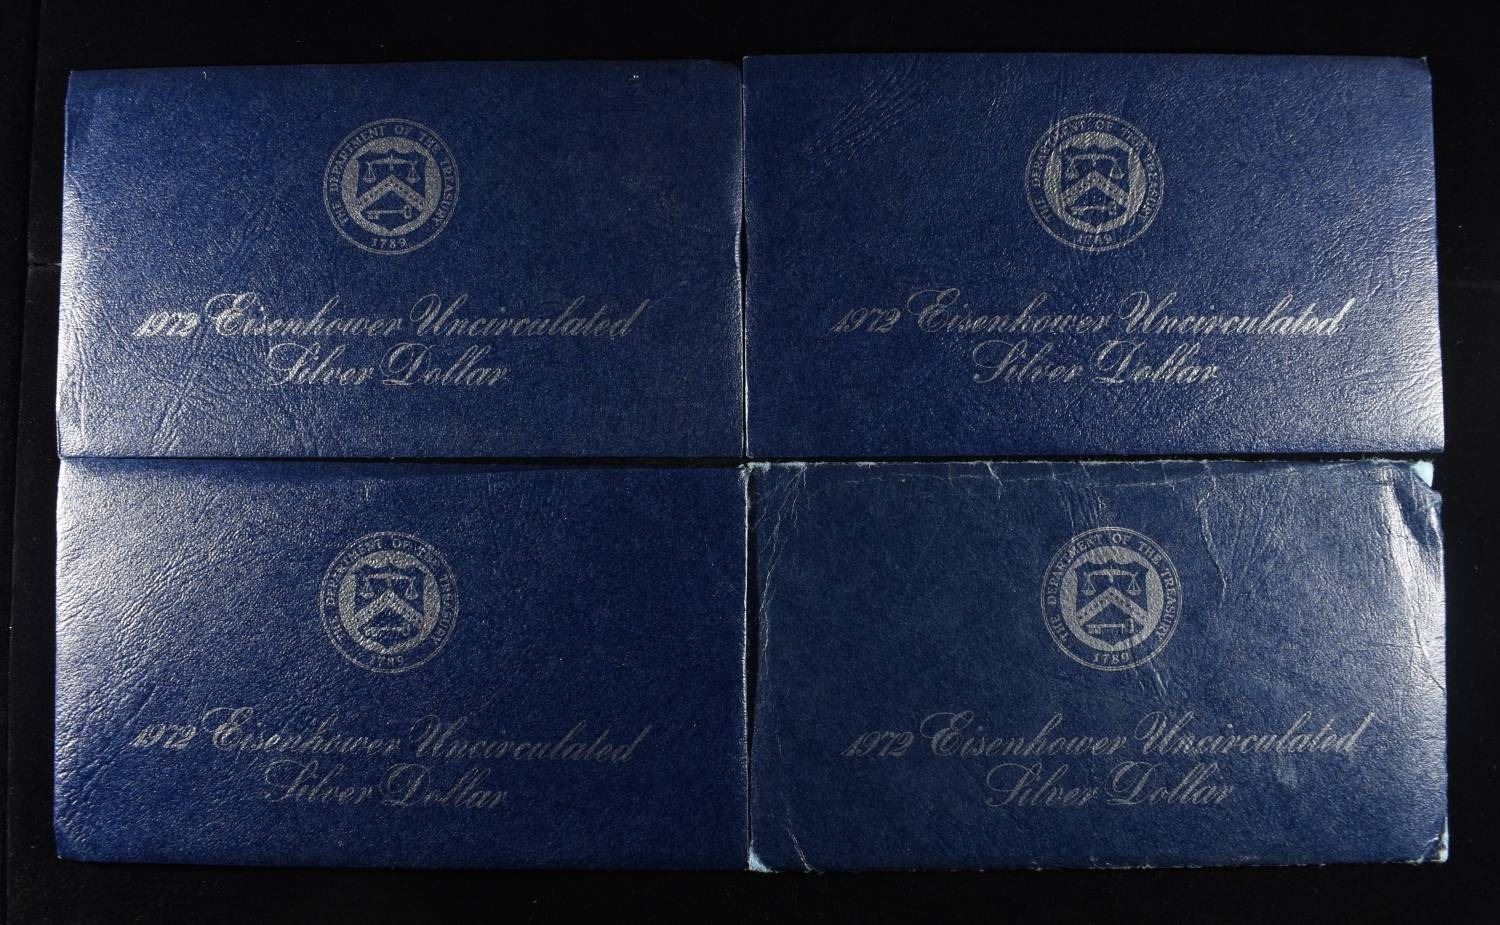 THE DEPARTMENT OF THE TREASURY
1789
1972 Eisenhower Uncirculated
Silver Dollar
THE DEPARTMENT OF THE TREASURY
1789
1972 Eisenhower Uncirculated
Silver Dollar
THE DEPARTMENT OF THE TREASURY
1789
1972 Eisenhower Uncirculated
Silver Dollar
THE DEPARTMENT OF THE TREASURY
1789
1972 Eisenhower Uncirculated
Silver Dollar